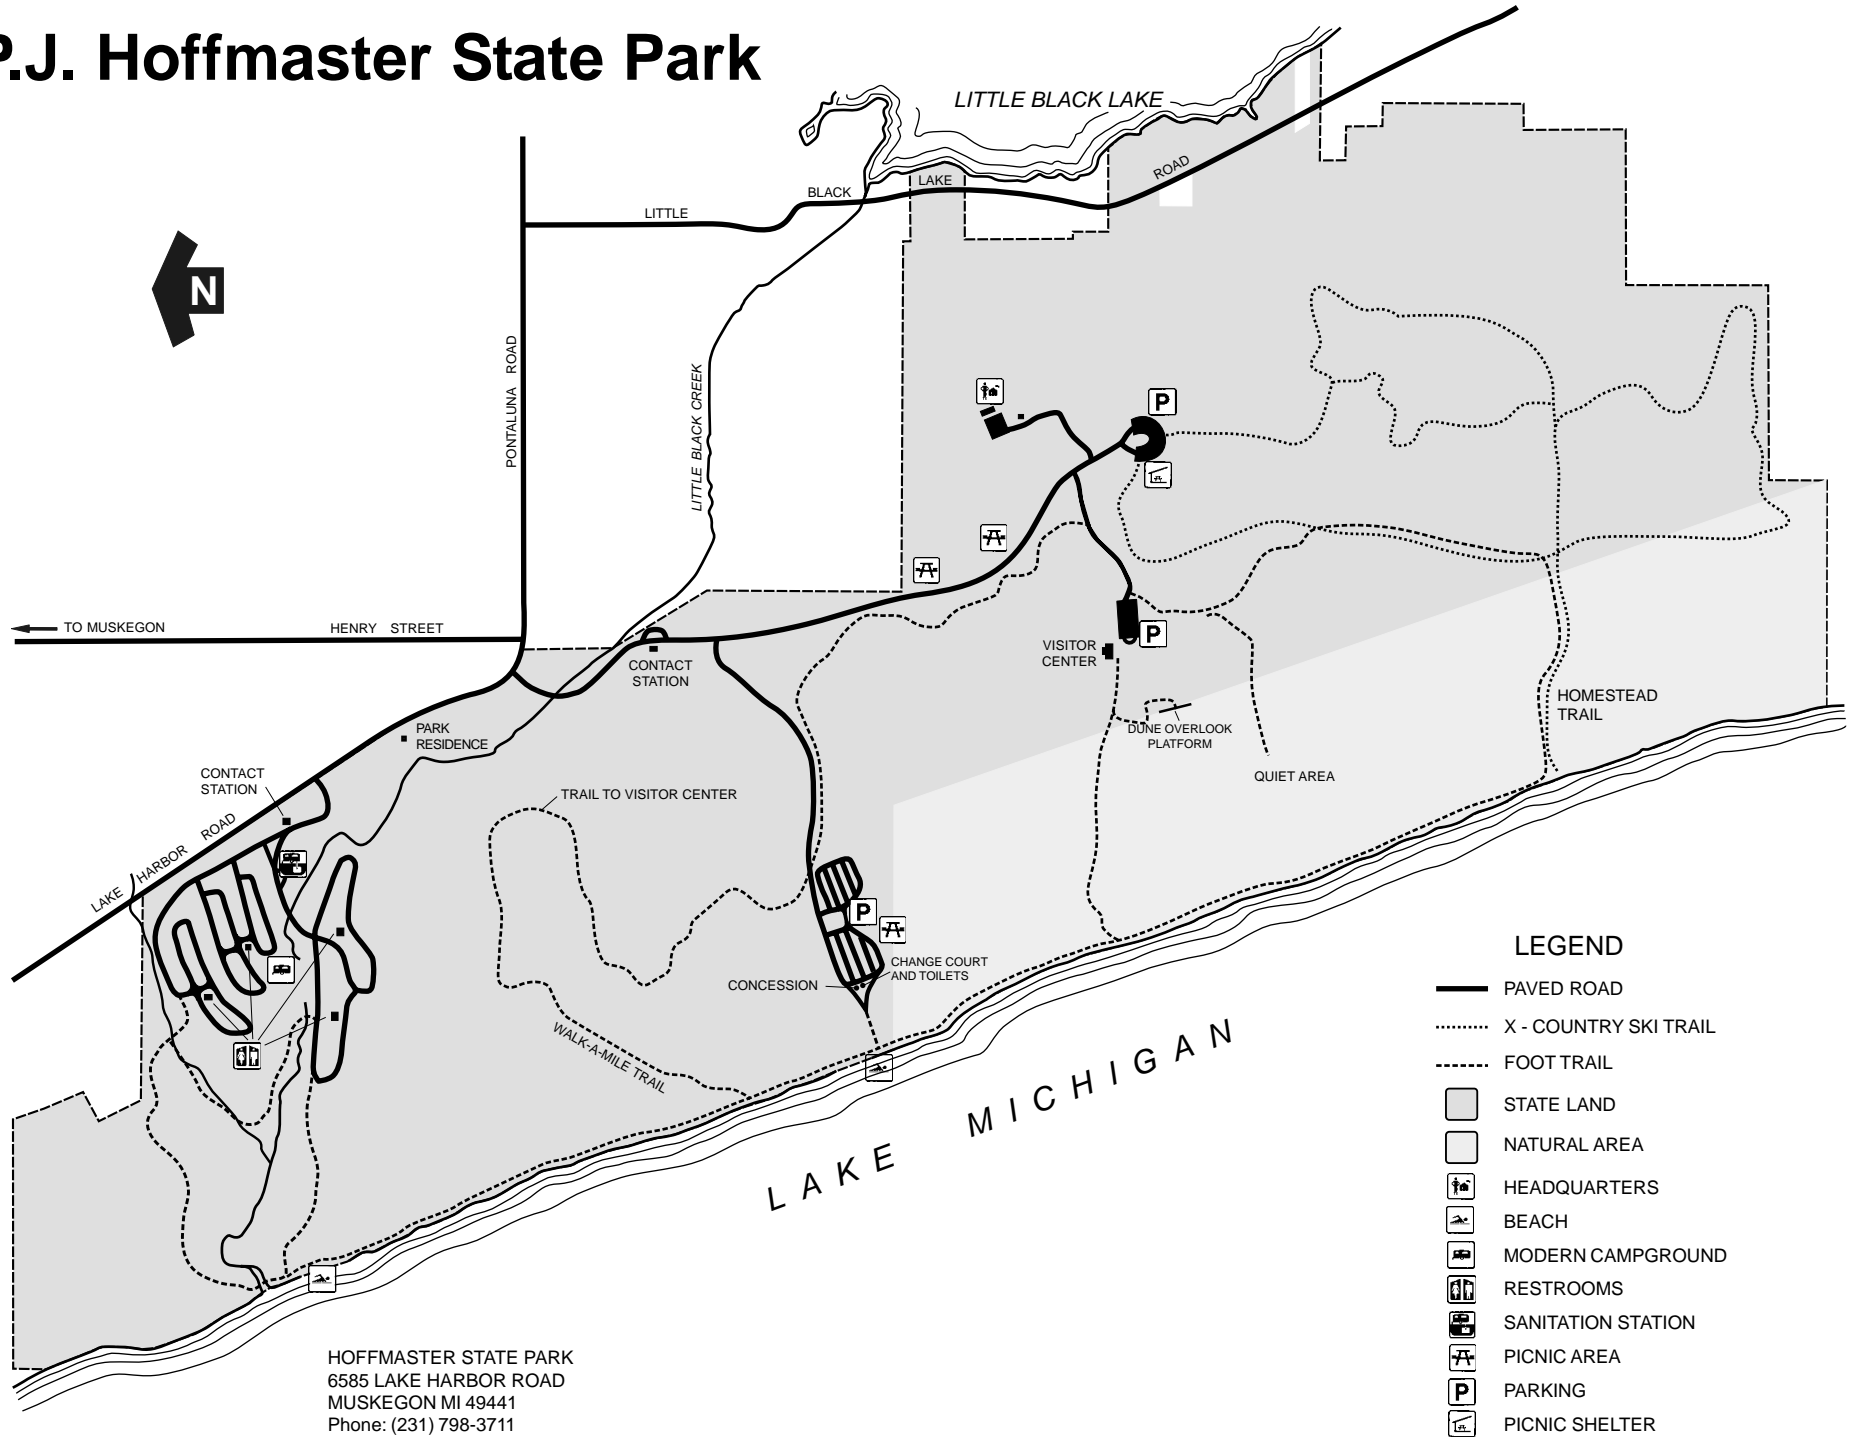 P.J. Hoffmaster State Park
LITTLE BLACK LAKE
ROAD
LAKE
BLACK
LITTLE
N
PONTALUNA ROAD
LITTLE BLACK CREEK
P
TO MUSKEGON
HENRY STREET
CONTACT
STATION
VISITOR
CENTER
P
HOMESTEAD
TRAIL
PARK
RESIDENCE
DUNE OVERLOOK
PLATFORM
QUIET AREA
CONTACT
STATION
TRAIL TO VISITOR CENTER
LAKE HARBOR ROAD
P
CHANGE COURT
AND TOILETS
CONCESSION
WALK-A-MILE TRAIL
LAKE MICHIGAN
LEGEND
PAVED ROAD
X - COUNTRY SKI TRAIL
FOOT TRAIL
STATE LAND
NATURAL AREA
HEADQUARTERS
BEACH
MODERN CAMPGROUND
RESTROOMS
SANITATION STATION
PICNIC AREA
P PARKING
PICNIC SHELTER
HOFFMASTER STATE PARK
6585 LAKE HARBOR ROAD
MUSKEGON MI 49441
Phone: (231) 798-3711